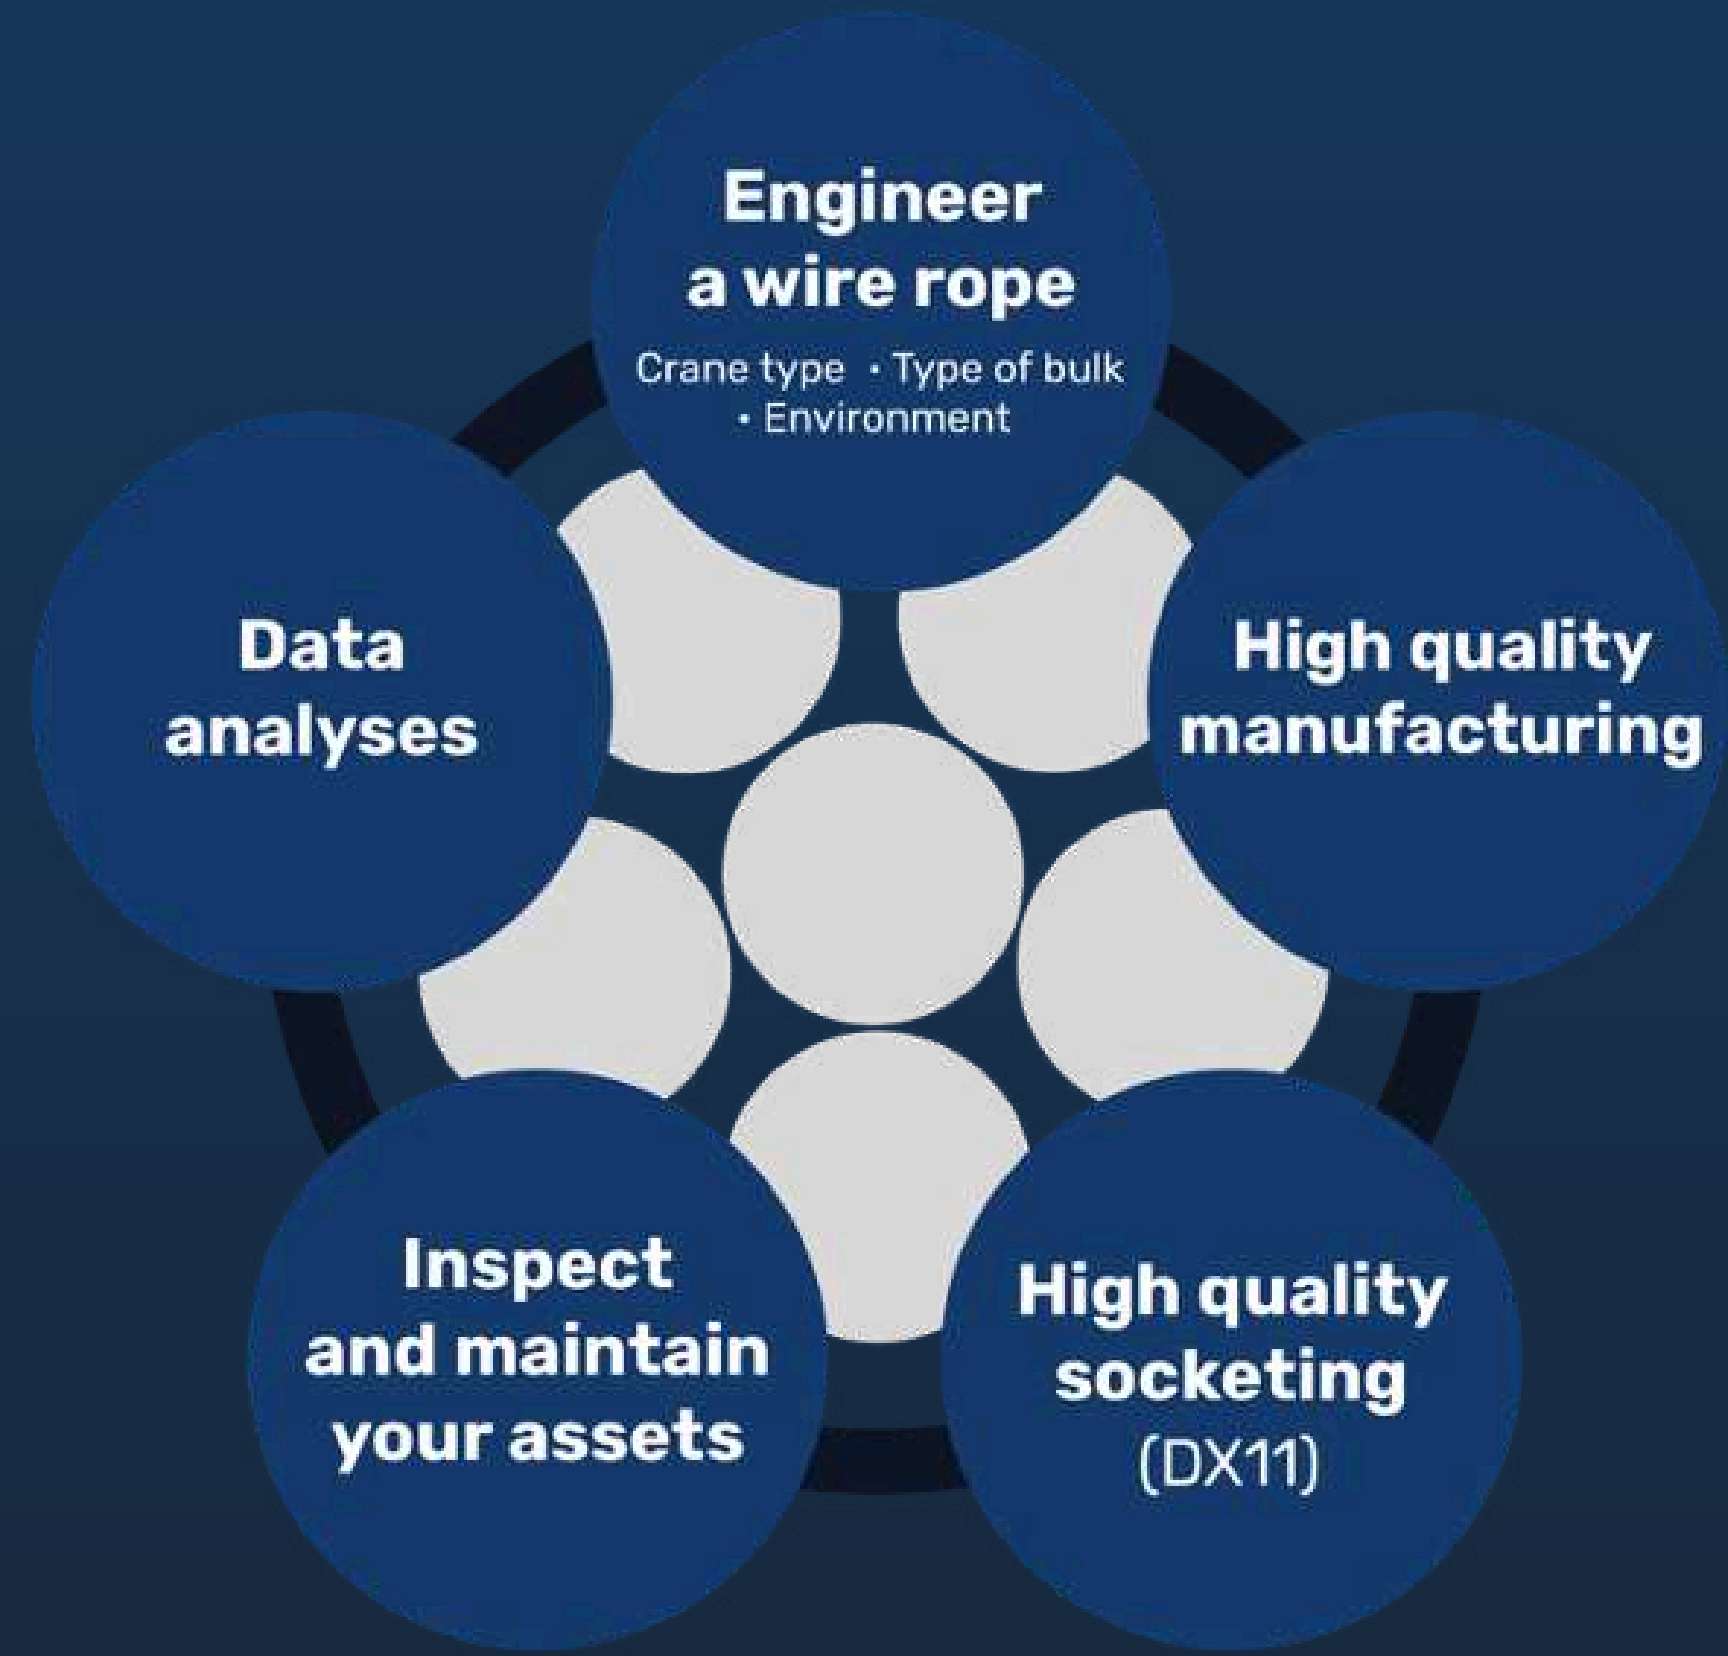 Engineer
a wire rope
Crane type · Type of bulk
· Environment
High quality
manufacturing
High quality
socketing
(DX11)
Inspect
and maintain
your assets
Data
analyses